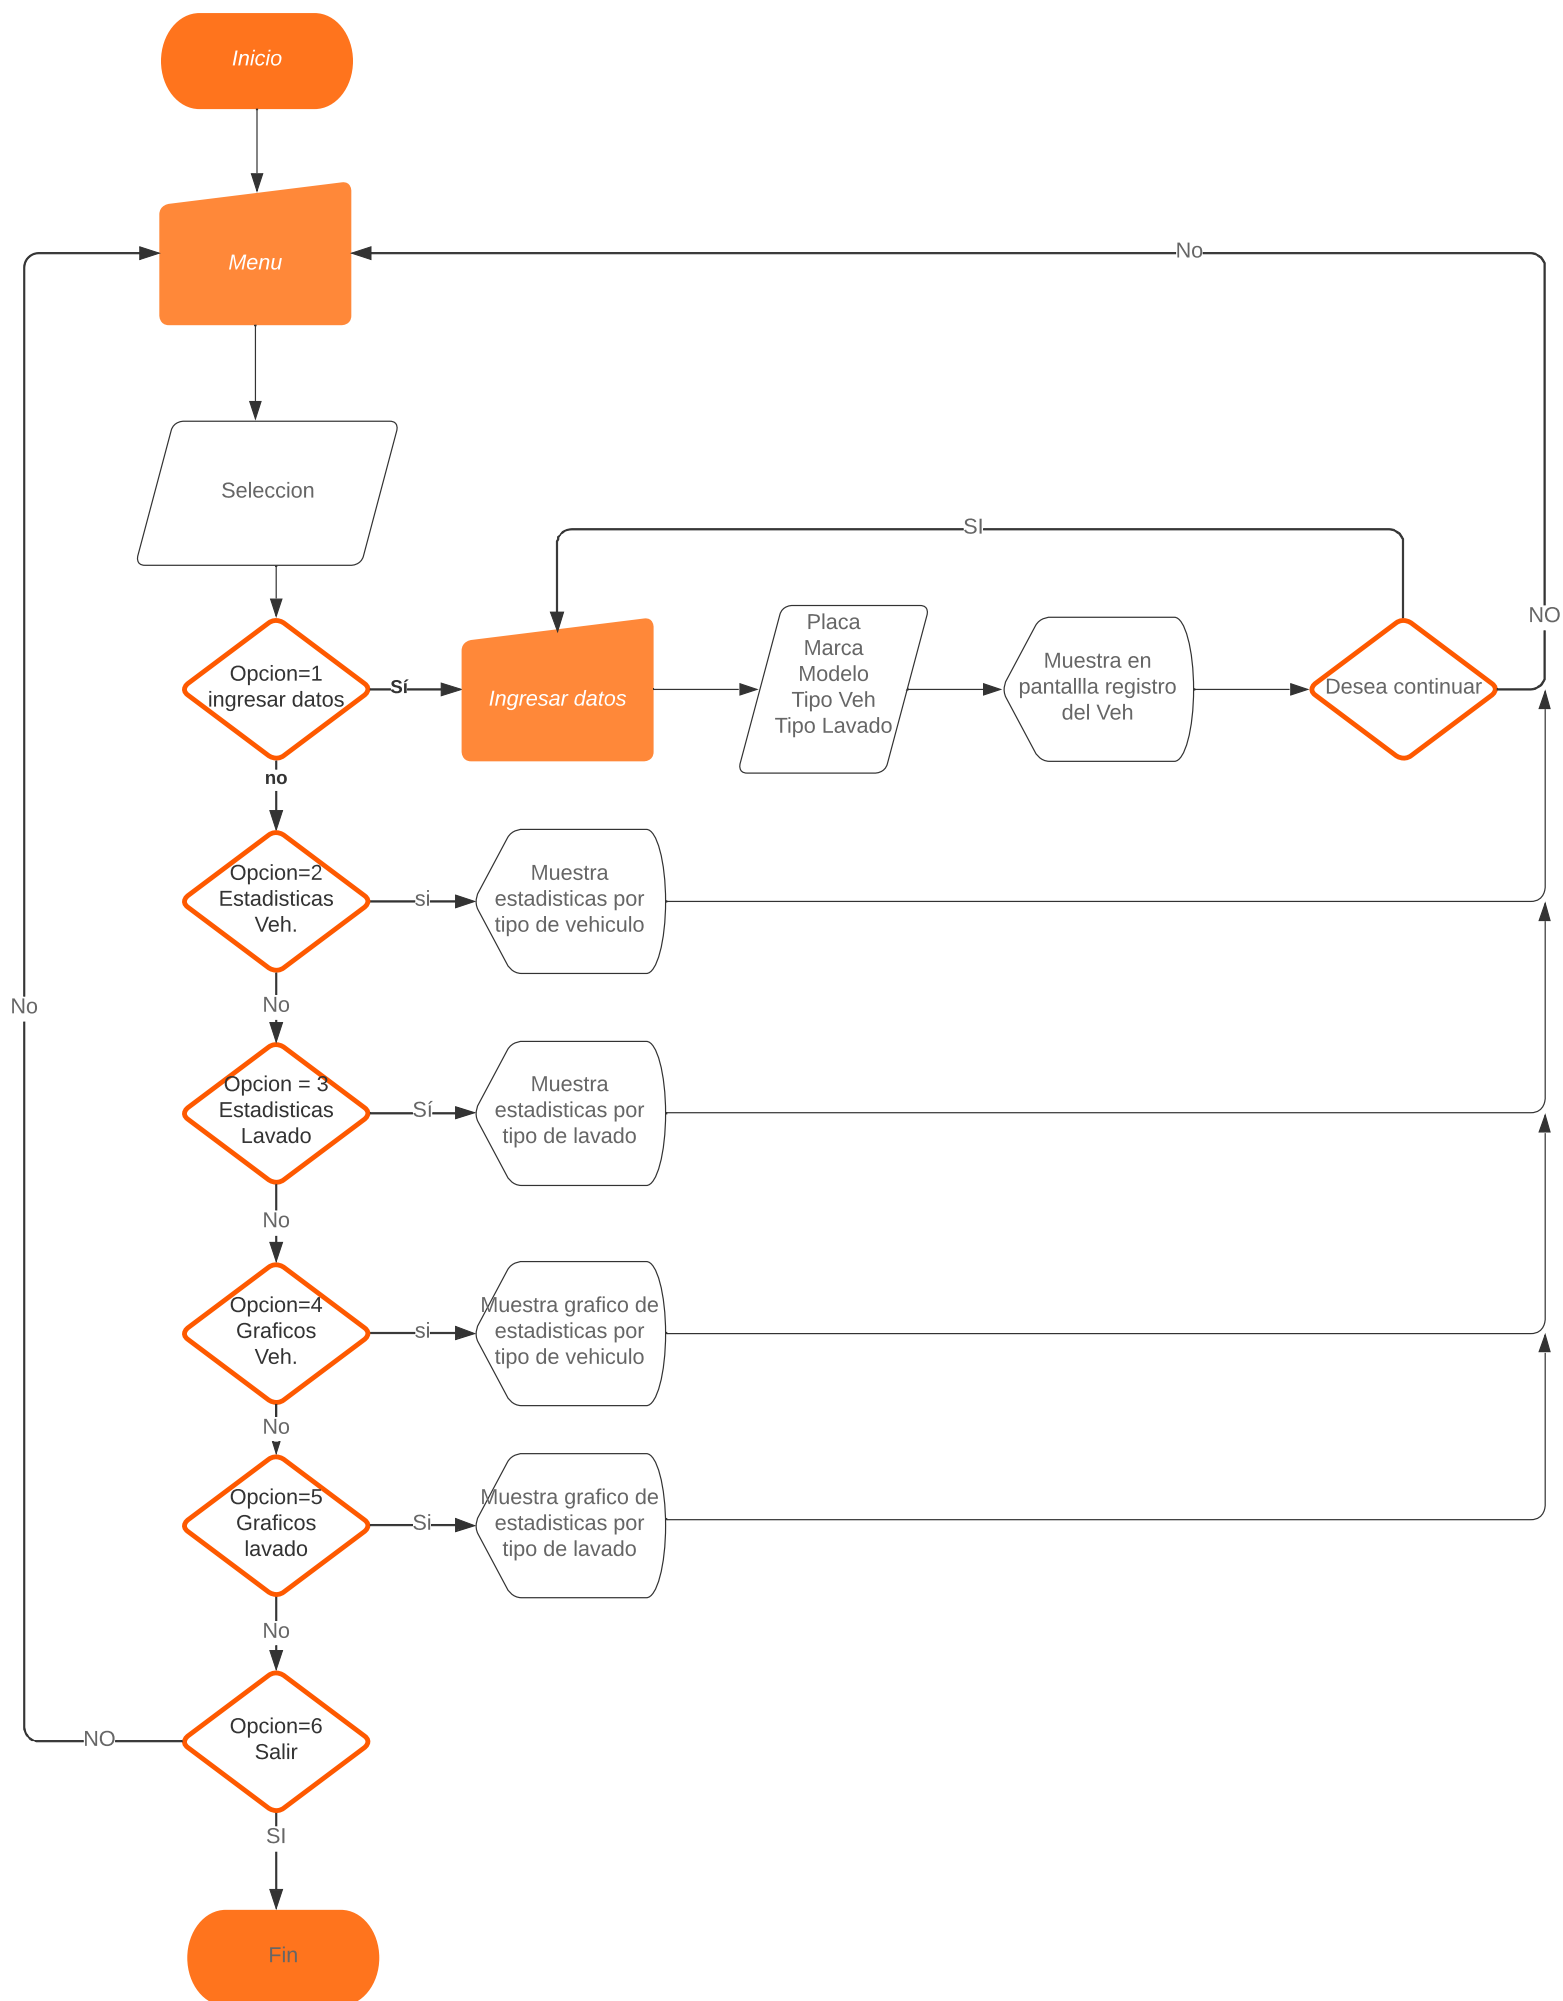 Inicio
Menu
No
Seleccion
SI
Opcion=1
ingresar datos
Sí
Ingresar datos
Placa
Marca
Modelo
Tipo Veh
Tipo Lavado
Muestra en
pantallla registro
del Veh
Desea continuar
NO
no
Opcion=2
Estadisticas
Veh.
si
Muestra
estadisticas por
tipo de vehiculo
No
No
Opcion = 3
Estadisticas
Lavado
Sí
Muestra
estadisticas por
tipo de lavado
No
Opcion=4
Graficos
Veh.
si
Muestra grafico de
estadisticas por
tipo de vehiculo
No
Opcion=5
Graficos
lavado
Si
Muestra grafico de
estadisticas por
tipo de lavado
No
Opcion=6
Salir
NO
SI
Fin